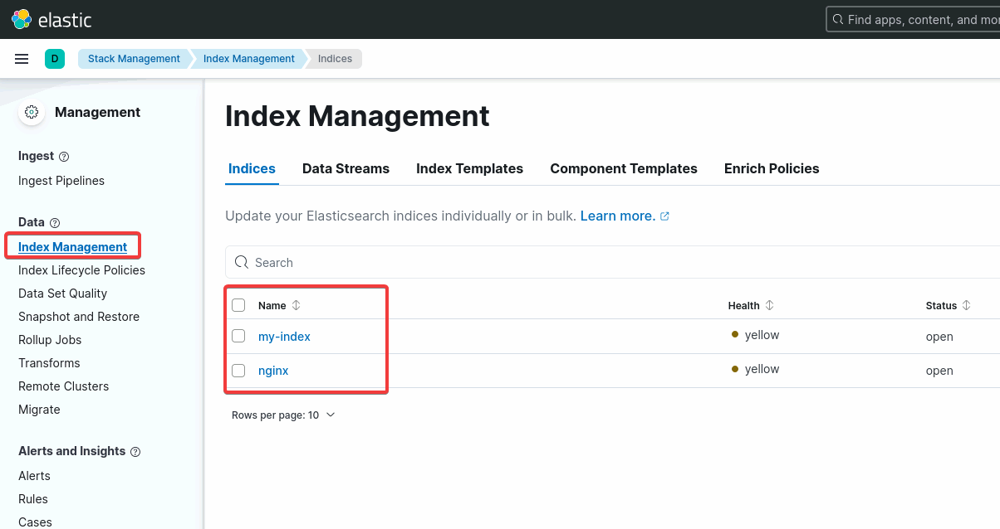 elastic
Find apps, content, and mor
D
Stack Management
Index Management
Indices
Management
Ingest
Ingest Pipelines
Data
Index Management
Index Lifecycle Policies
Data Set Quality
Snapshot and Restore
Rollup Jobs
Transforms
Remote Clusters
Migrate
Alerts and Insights
Alerts
Rules
Cases
Index Management
Indices Data Streams Index Templates Component Templates Enrich Policies
Update your Elasticsearch indices individually or in bulk. Learn more.
Search
Name Health Status
my-index yellow open
nginx yellow open
Rows per page: 10